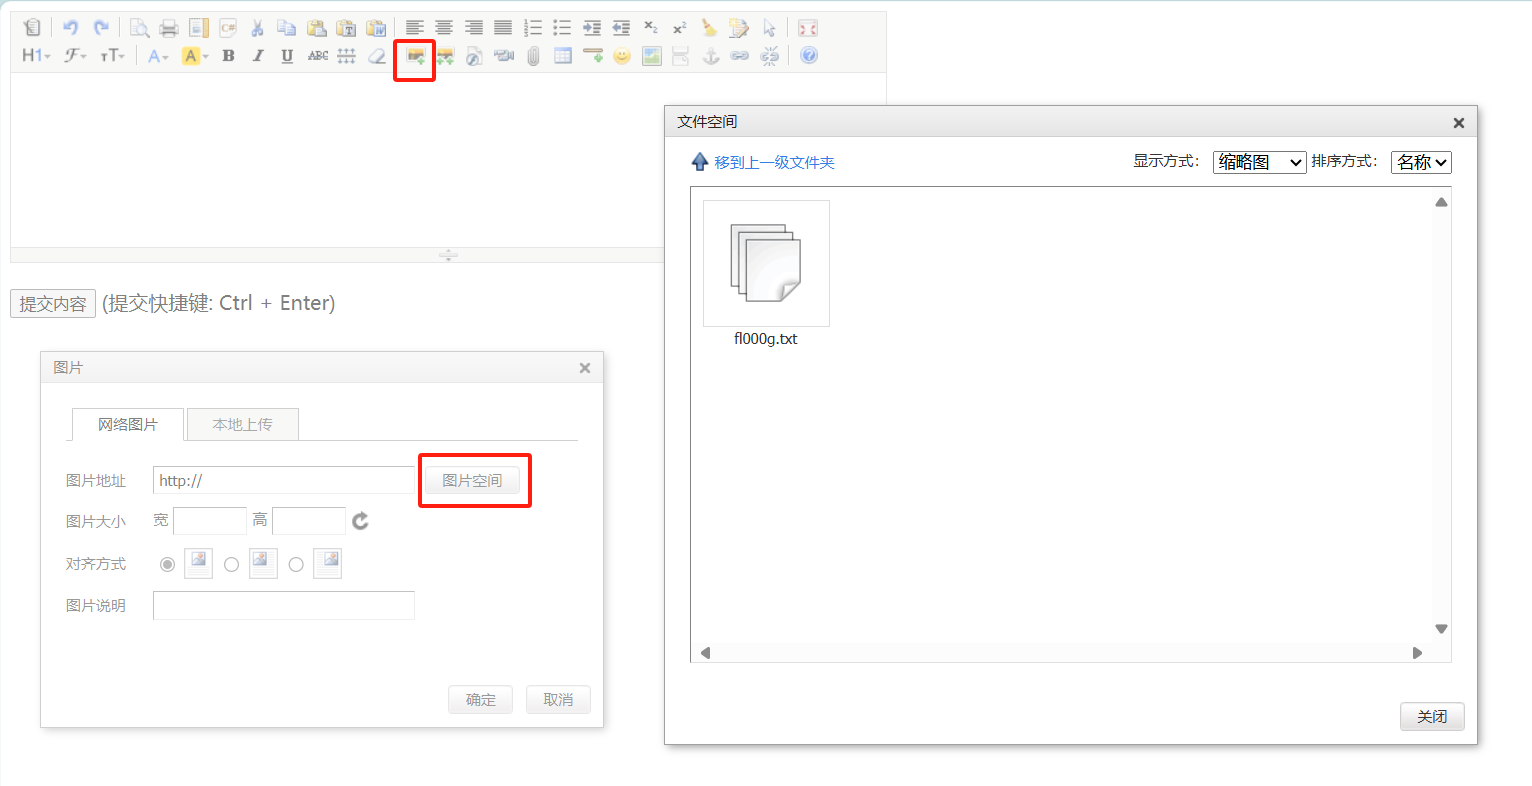 H1 F тT A A B I U ABC
提交内容 (提交快捷键: Ctrl + Enter)
图片
网络图片 本地上传
图片地址 http:// 图片空间
图片大小 宽 高
对齐方式
图片说明
确定 取消
文件空间
移到上一级文件夹 显示方式： 缩略图 排序方式： 名称
fl000g.txt
关闭